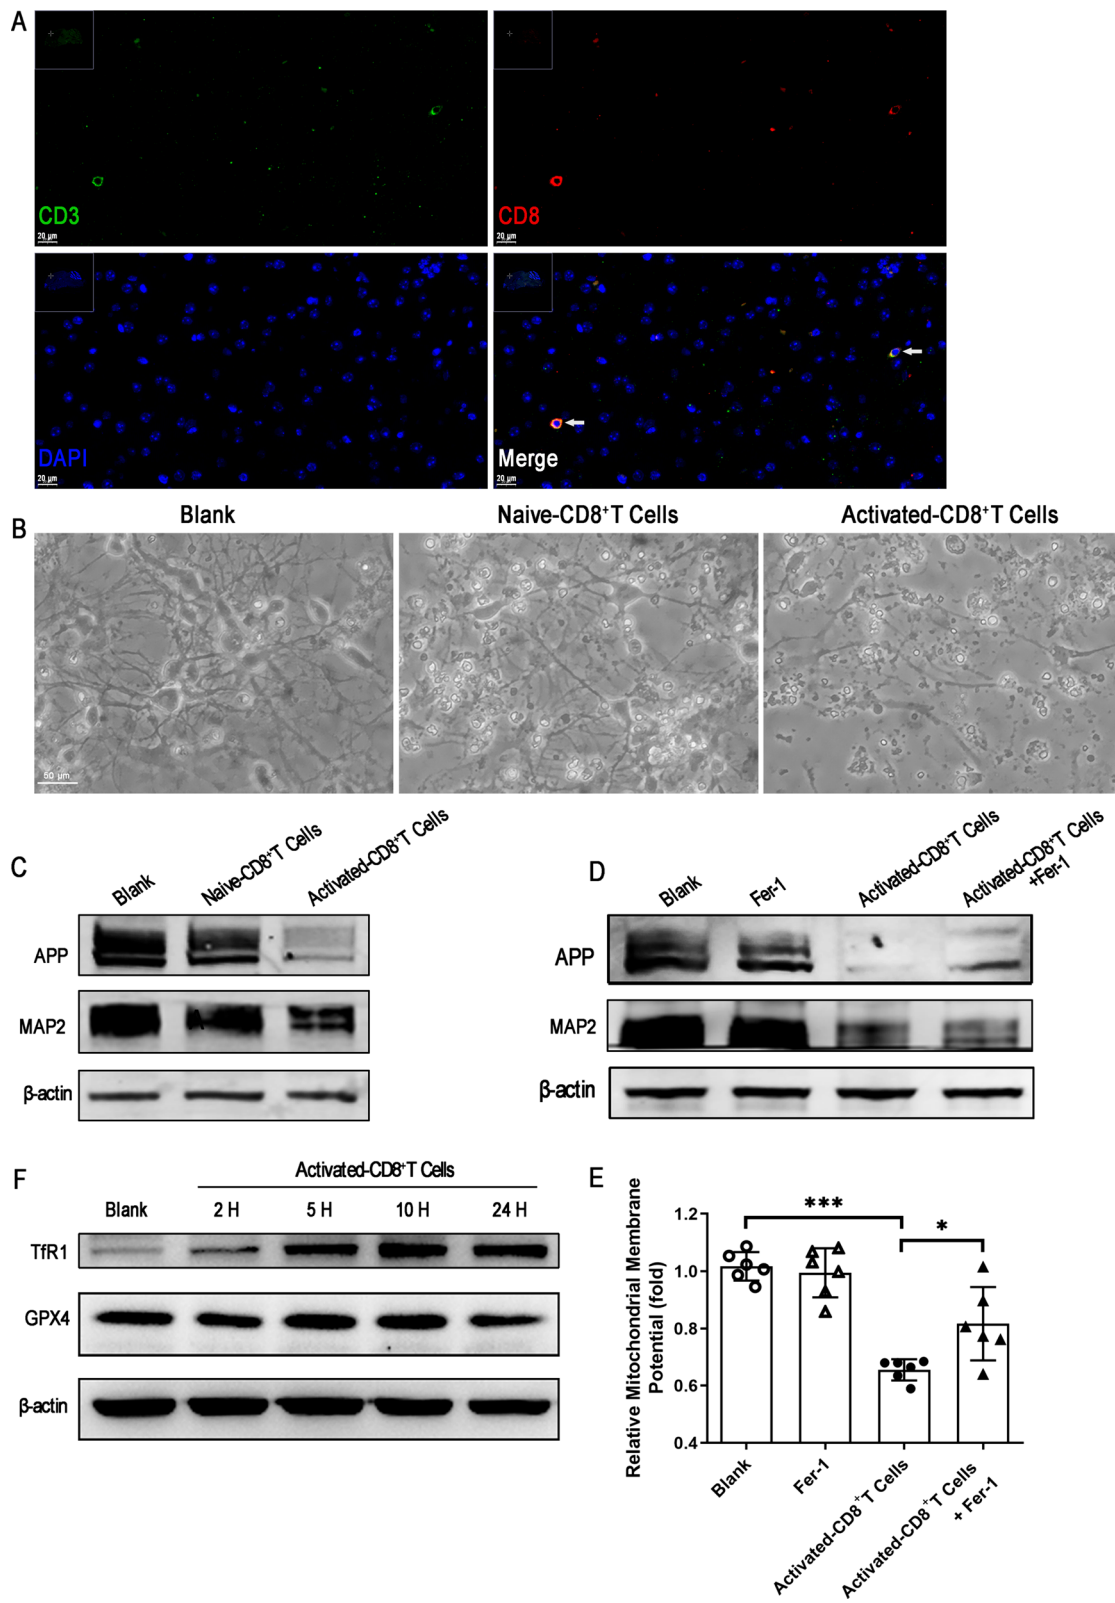 A
CD3
20 μm
CD8
20 μm
DAPI
20 μm
Merge
20 μm
B
Blank
Naive-CD8⁺T Cells
Activated-CD8⁺T Cells
50 μm
C
Blank
Naive-CD8⁺T Cells
Activated-CD8⁺T Cells
APP
MAP2
β-actin
D
Blank
Fer-1
Activated-CD8⁺T Cells
Activated-CD8⁺T Cells
+Fer-1
APP
MAP2
β-actin
F
Activated-CD8⁺T Cells
Blank
2 H
5 H
10 H
24 H
TfR1
GPX4
β-actin
E
Relative Mitochondrial Membrane
Potential (fold)
1.2
1.0
0.8
0.6
0.4
***
*
Blank
Fer-1
Activated-CD8⁺T Cells
Activated-CD8⁺T Cells
+ Fer-1